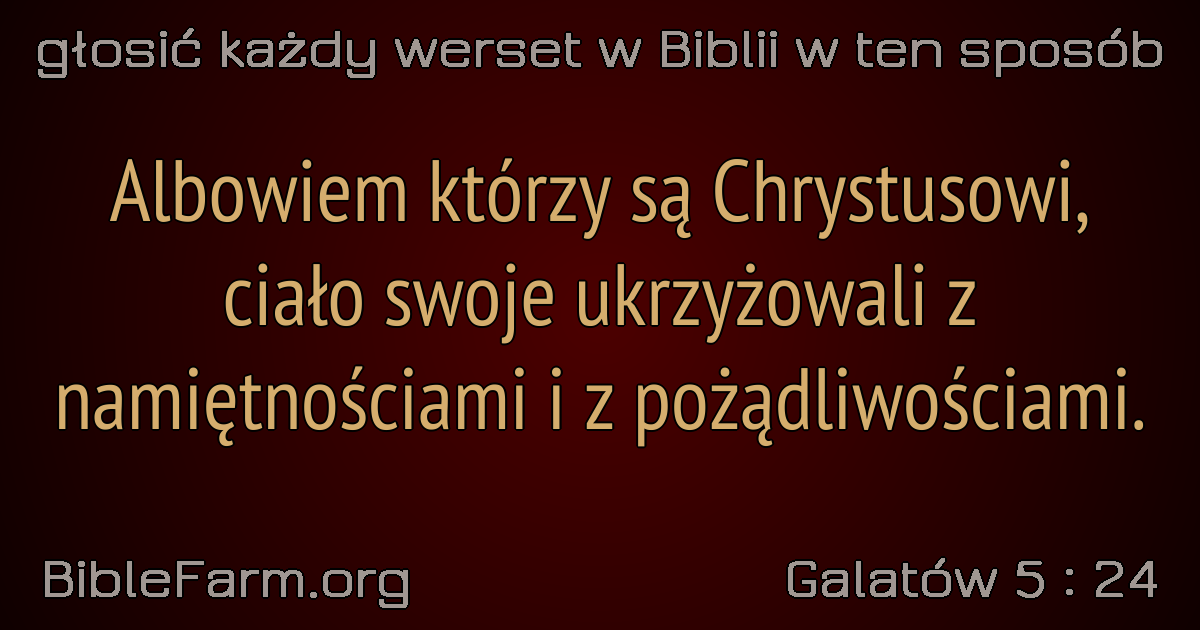 głosić każdy werset w Biblii w ten sposób
Albowiem którzy są Chrystusowi,
ciało swoje ukrzyżowali z
namiętnościami i z pożądliwościami.
BibleFarm.org
Galatów 5 : 24